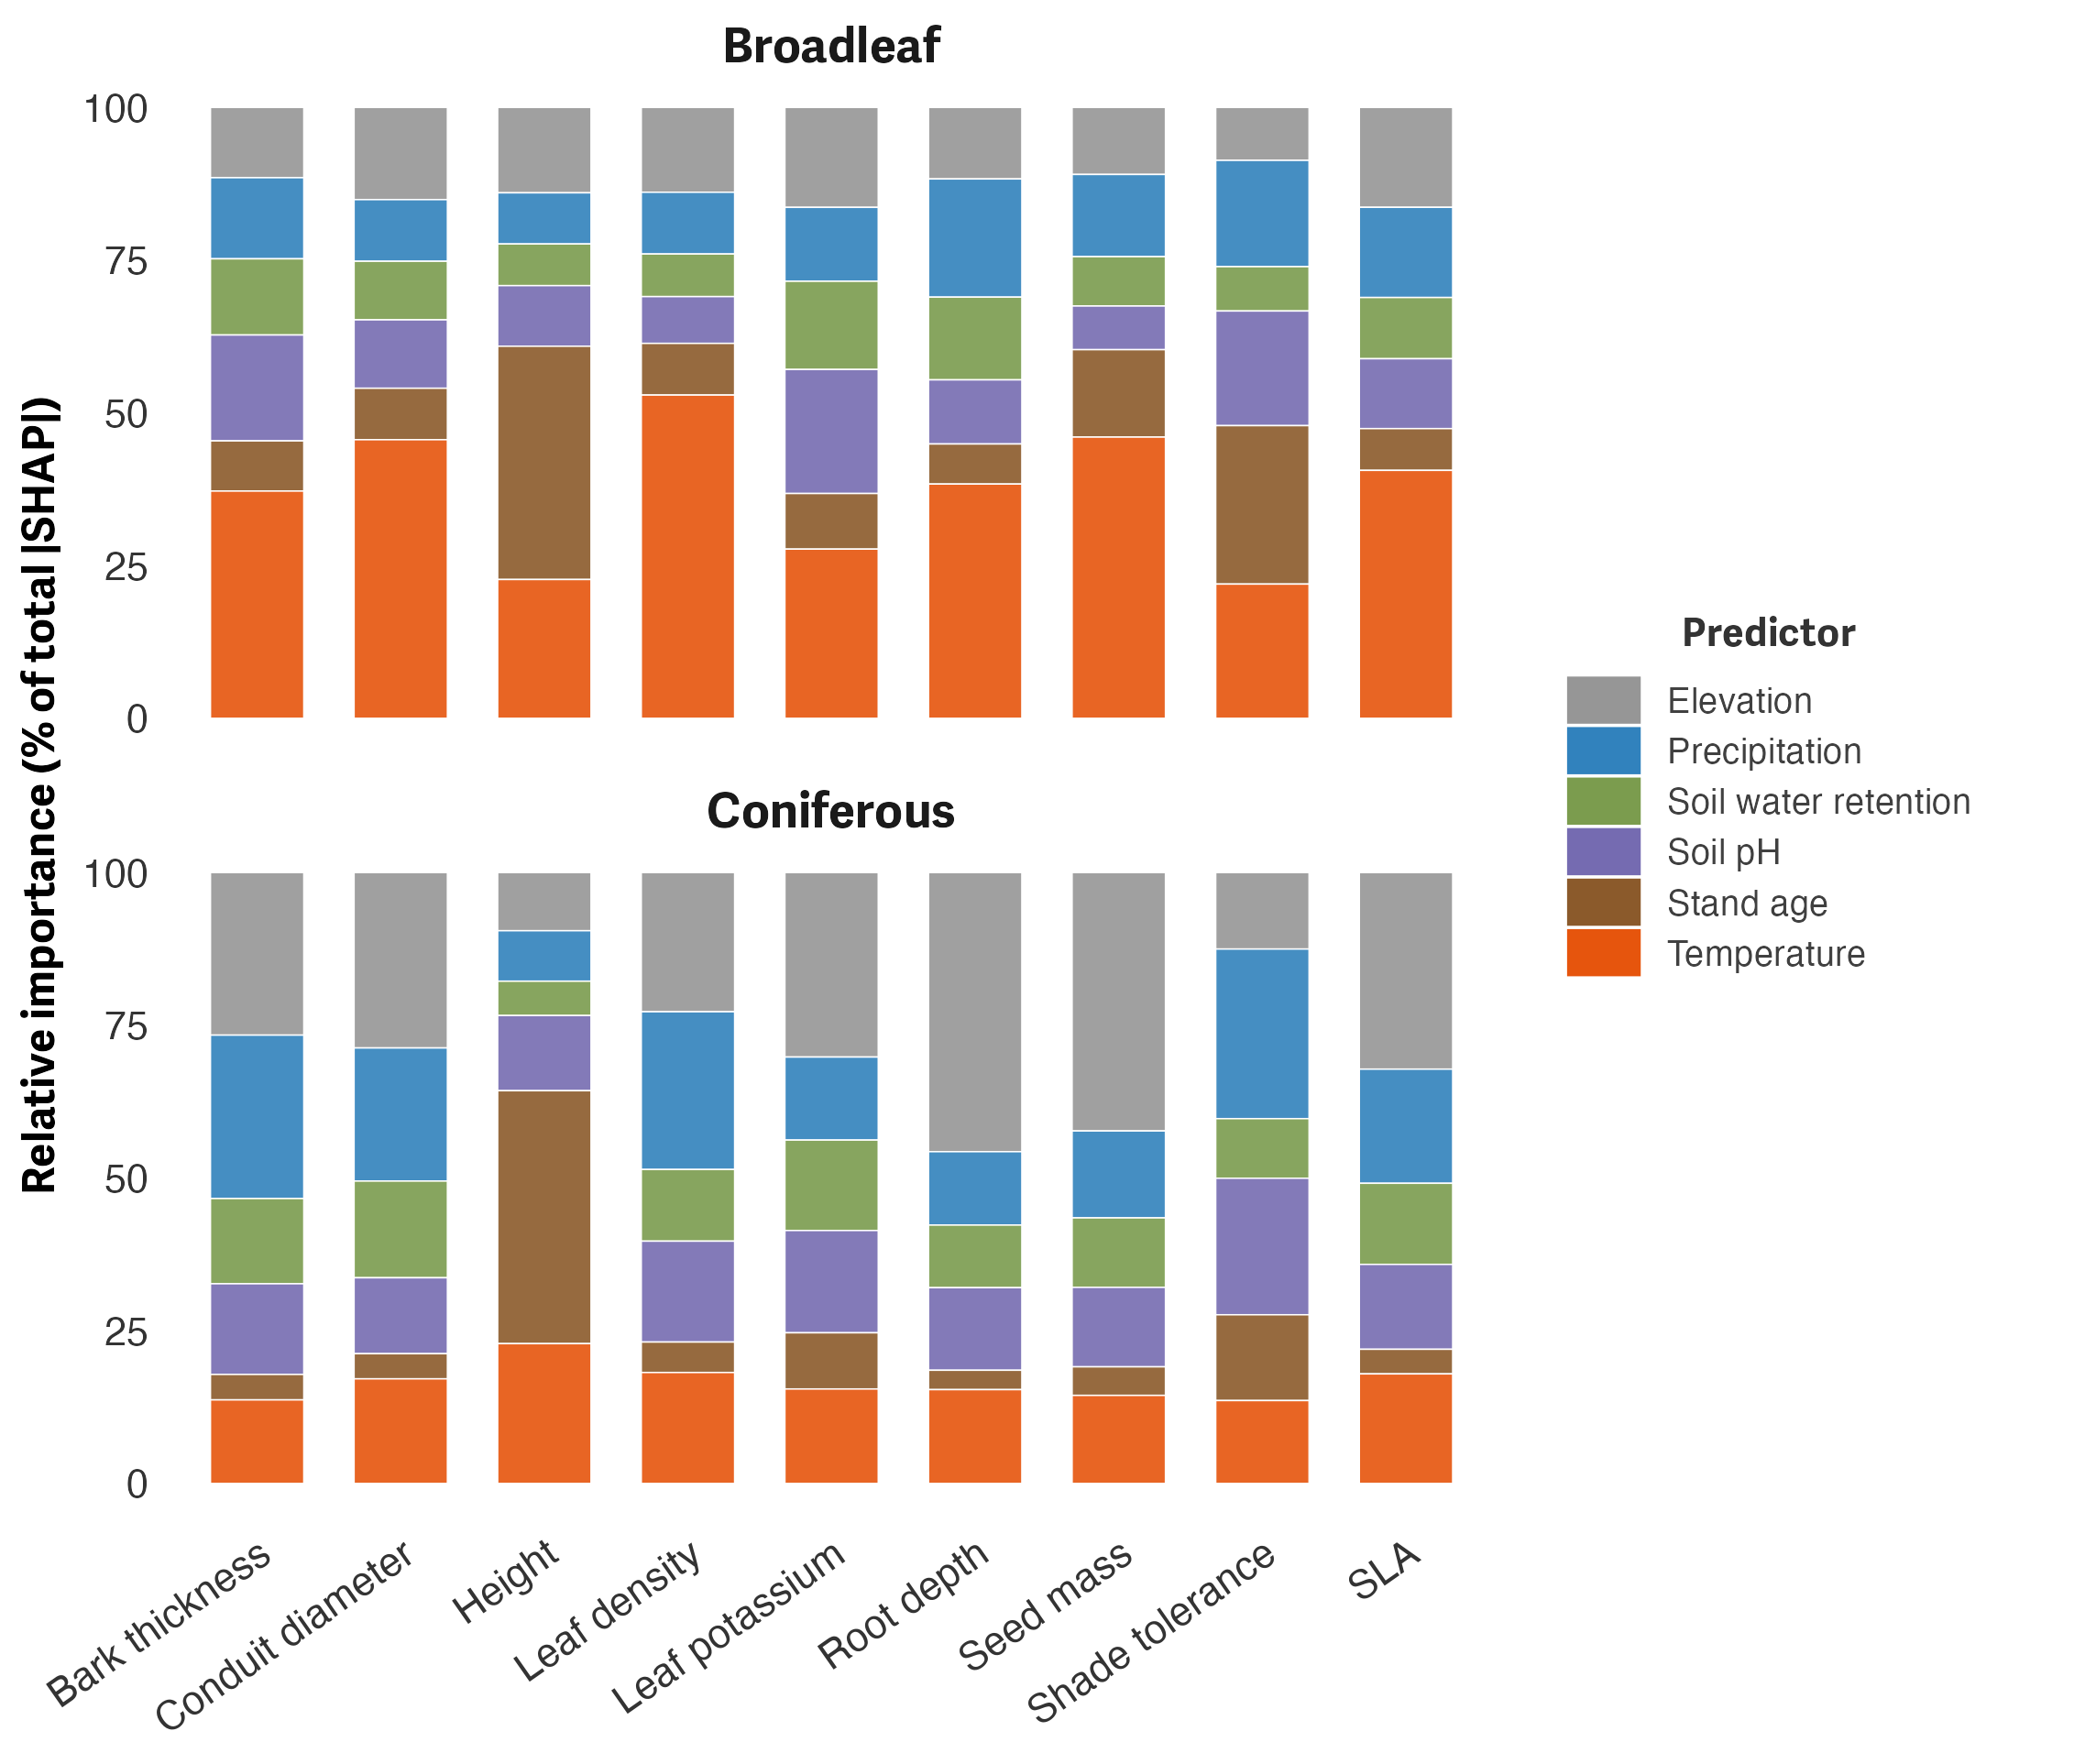 Broadleaf
100
75
50
25
0
Relative importance (% of total |SHAP|)
Coniferous
100
75
50
25
0
Bark thickness
Conduit diameter
Height
Leaf density
Leaf potassium
Root depth
Seed mass
Shade tolerance
SLA
Predictor
Elevation
Precipitation
Soil water retention
Soil pH
Stand age
Temperature